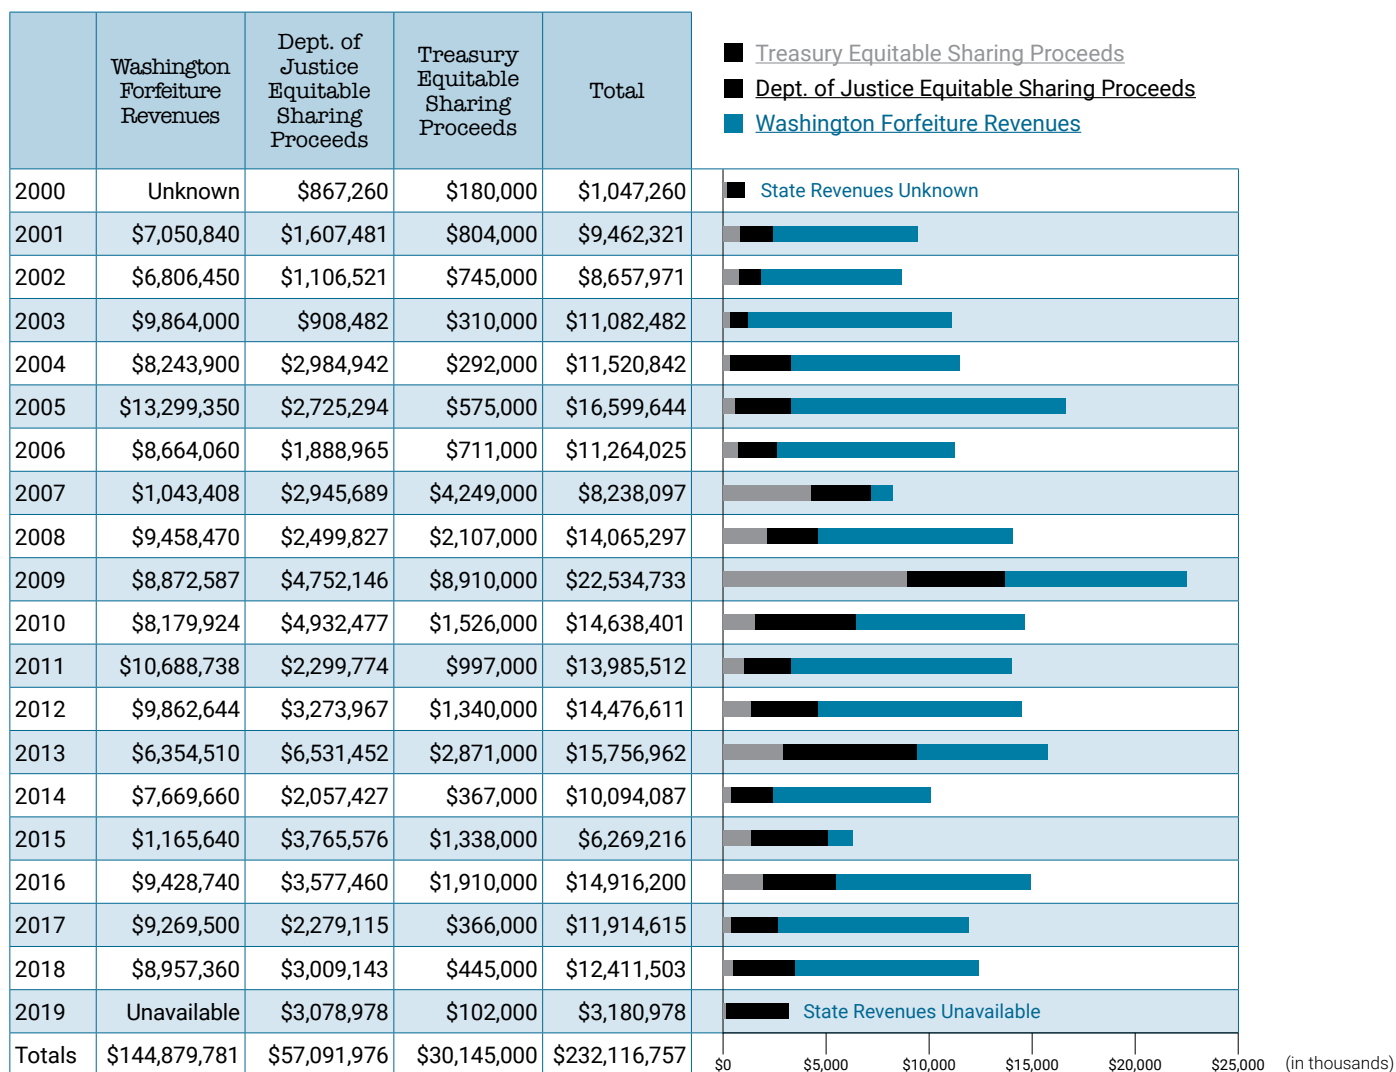 Washington
Forfeiture
Revenues
Dept. of
Justice
Equitable
Sharing
Proceeds
Treasury
Equitable
Sharing
Proceeds
Total
Treasury Equitable Sharing Proceeds
Dept. of Justice Equitable Sharing Proceeds
Washington Forfeiture Revenues
2000 Unknown $867,260 $180,000 $1,047,260 State Revenues Unknown
2001 $7,050,840 $1,607,481 $804,000 $9,462,321
2002 $6,806,450 $1,106,521 $745,000 $8,657,971
2003 $9,864,000 $908,482 $310,000 $11,082,482
2004 $8,243,900 $2,984,942 $292,000 $11,520,842
2005 $13,299,350 $2,725,294 $575,000 $16,599,644
2006 $8,664,060 $1,888,965 $711,000 $11,264,025
2007 $1,043,408 $2,945,689 $4,249,000 $8,238,097
2008 $9,458,470 $2,499,827 $2,107,000 $14,065,297
2009 $8,872,587 $4,752,146 $8,910,000 $22,534,733
2010 $8,179,924 $4,932,477 $1,526,000 $14,638,401
2011 $10,688,738 $2,299,774 $997,000 $13,985,512
2012 $9,862,644 $3,273,967 $1,340,000 $14,476,611
2013 $6,354,510 $6,531,452 $2,871,000 $15,756,962
2014 $7,669,660 $2,057,427 $367,000 $10,094,087
2015 $1,165,640 $3,765,576 $1,338,000 $6,269,216
2016 $9,428,740 $3,577,460 $1,910,000 $14,916,200
2017 $9,269,500 $2,279,115 $366,000 $11,914,615
2018 $8,957,360 $3,009,143 $445,000 $12,411,503
2019 Unavailable $3,078,978 $102,000 $3,180,978 State Revenues Unavailable
Totals $144,879,781 $57,091,976 $30,145,000 $232,116,757
$0 $5,000 $10,000 $15,000 $20,000 $25,000 (in thousands)